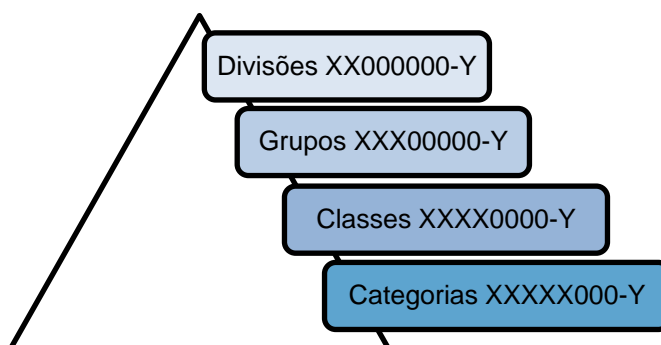 Divisões XX000000-Y
Grupos XXX00000-Y
Classes XXXX0000-Y
Categorias XXXXX000-Y